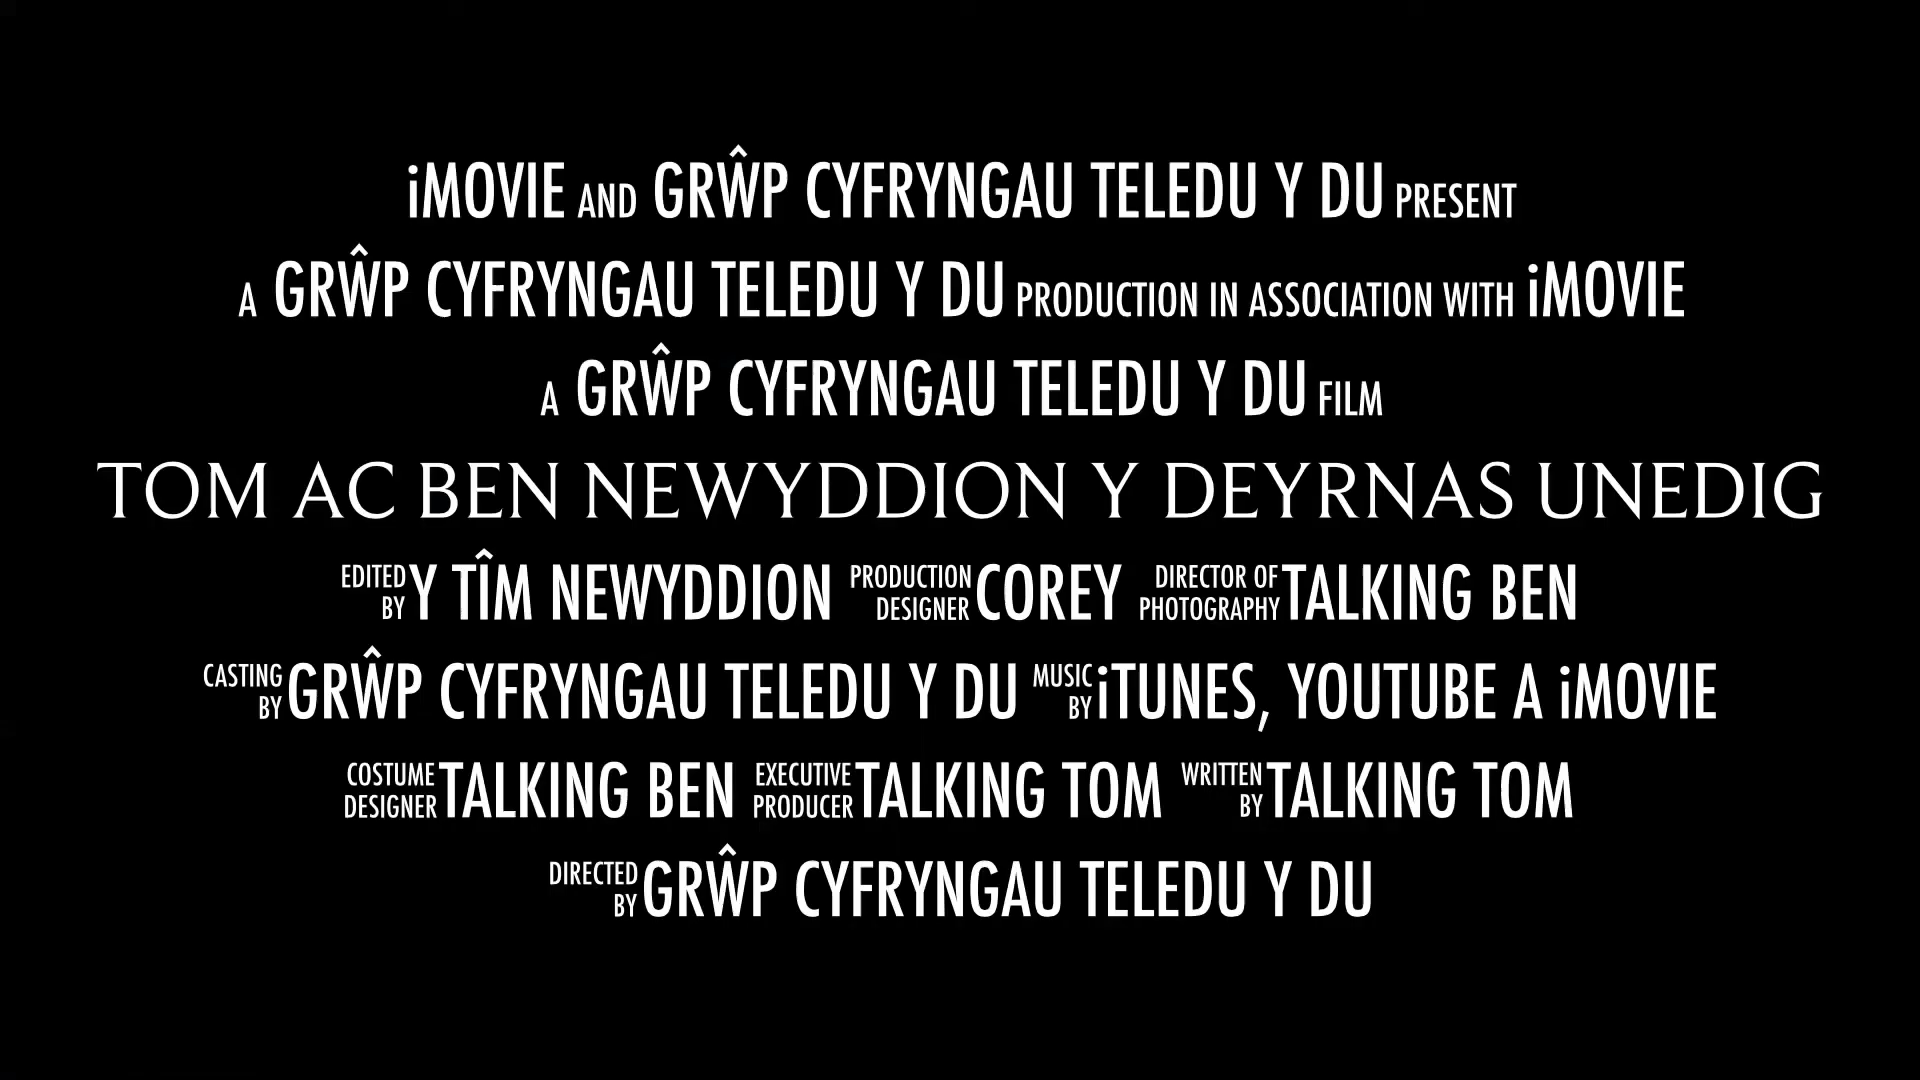 iMOVIE AND GRŴP CYFRYNGAU TELEDU Y DU PRESENT
A GRŴP CYFRYNGAU TELEDU Y DU PRODUCTION IN ASSOCIATION WITH iMOVIE
A GRŴP CYFRYNGAU TELEDU Y DU FILM
TOM AC BEN NEWYDDION Y DEYRNAS UNEDIG
EDITED BY Y TÎM NEWYDDION PRODUCTION DESIGNER COREY DIRECTOR OF PHOTOGRAPHY TALKING BEN
CASTING BY GRŴP CYFRYNGAU TELEDU Y DU MUSIC BY iTUNES, YOUTUBE A iMOVIE
COSTUME DESIGNER TALKING BEN EXECUTIVE PRODUCER TALKING TOM WRITTEN BY TALKING TOM
DIRECTED BY GRŴP CYFRYNGAU TELEDU Y DU